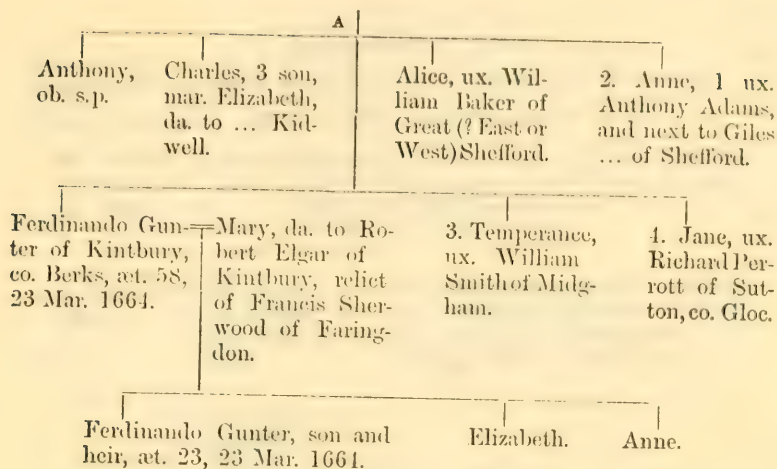 A
Anthony,
ob. s.p.
Charles, 3 son,
mar. Elizabeth,
da. to ... Kid-
well.
Alice, ux. Wil-
liam Baker of
Great (? East or
West) Shefford.
2. Anne, 1 ux.
Anthony Adams,
and next to Giles
... of Shefford.
Ferdinando Gun-
ter of Kintbury,
co. Berks, æt. 58,
23 Mar. 1664.
Mary, da. to Ro-
bert Elgar of
Kintbury, relict
of Francis Sher-
wood of Faring-
don.
3. Temperance,
ux. William
Smith of Midg-
ham.
4. Jane, ux.
Richard Per-
rott of Sut-
ton, co. Gloc.
Ferdinando Gunter, son and
heir, æt. 23, 23 Mar. 1664.
Elizabeth.
Anne.